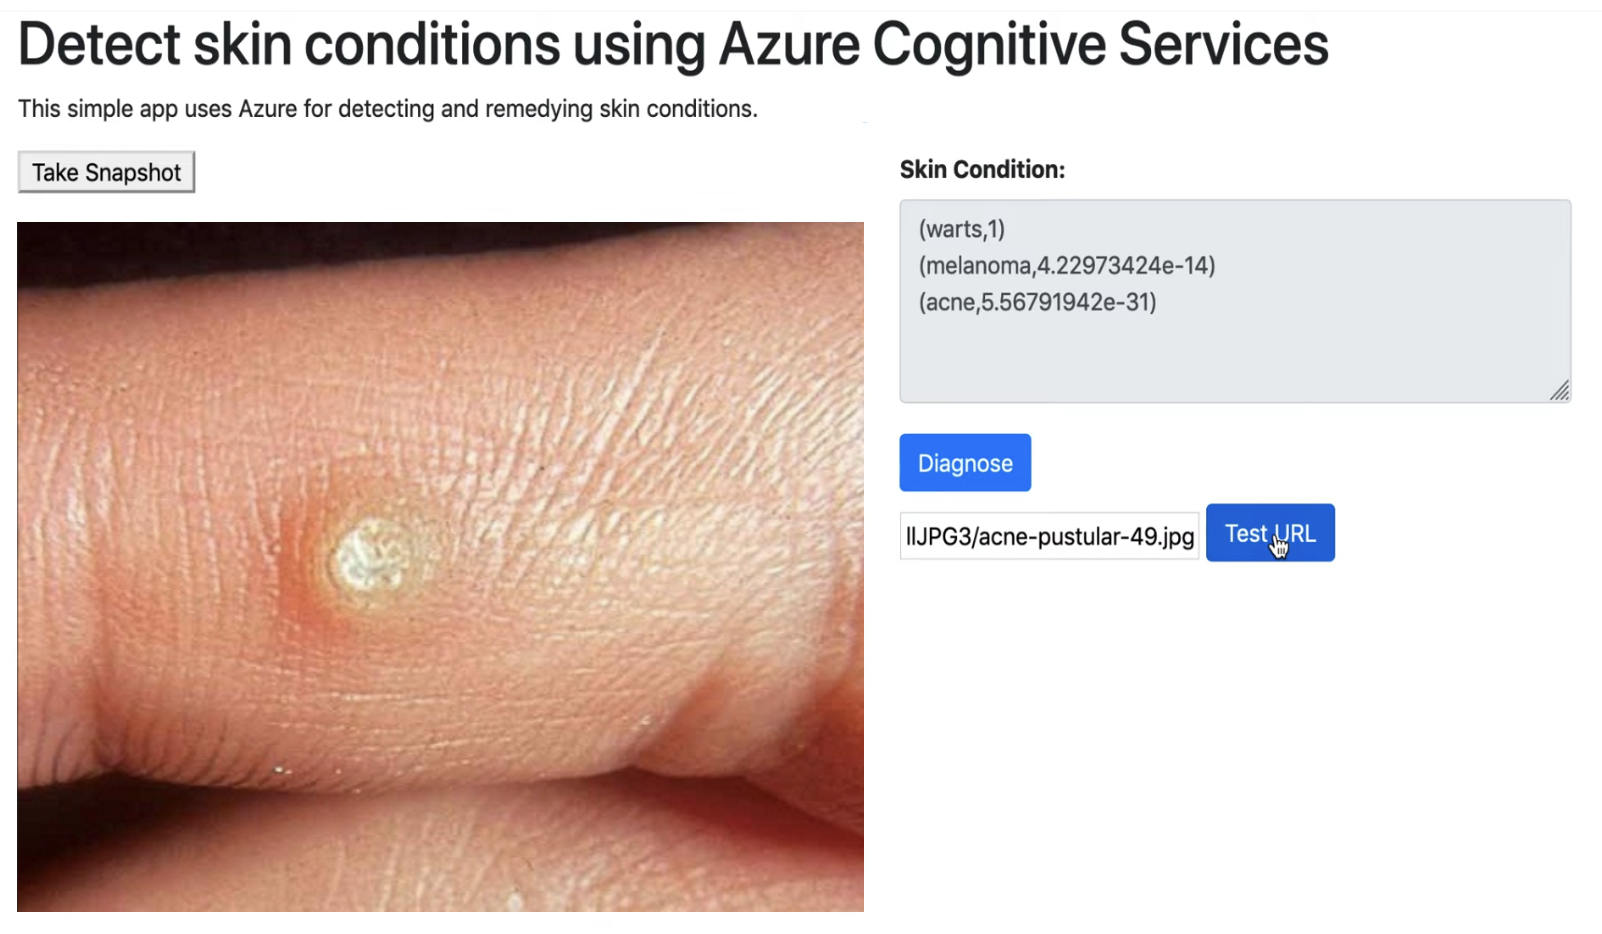 Detect skin conditions using Azure Cognitive Services
This simple app uses Azure for detecting and remedying skin conditions.
Take Snapshot
Skin Condition:
(warts,1)
(melanoma,4.22973424e-14)
(acne,5.56791942e-31)
Diagnose
llJPG3/acne-pustular-49.jpg
Test URL